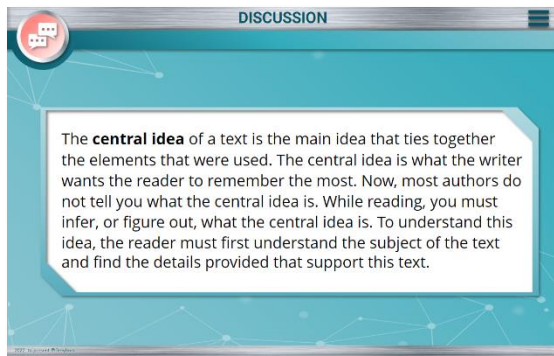 DISCUSSION
The central idea of a text is the main idea that ties together
the elements that were used. The central idea is what the writer
wants the reader to remember the most. Now, most authors do
not tell you what the central idea is. While reading, you must
infer, or figure out, what the central idea is. To understand this
idea, the reader must first understand the subject of the text
and find the details provided that support this text.